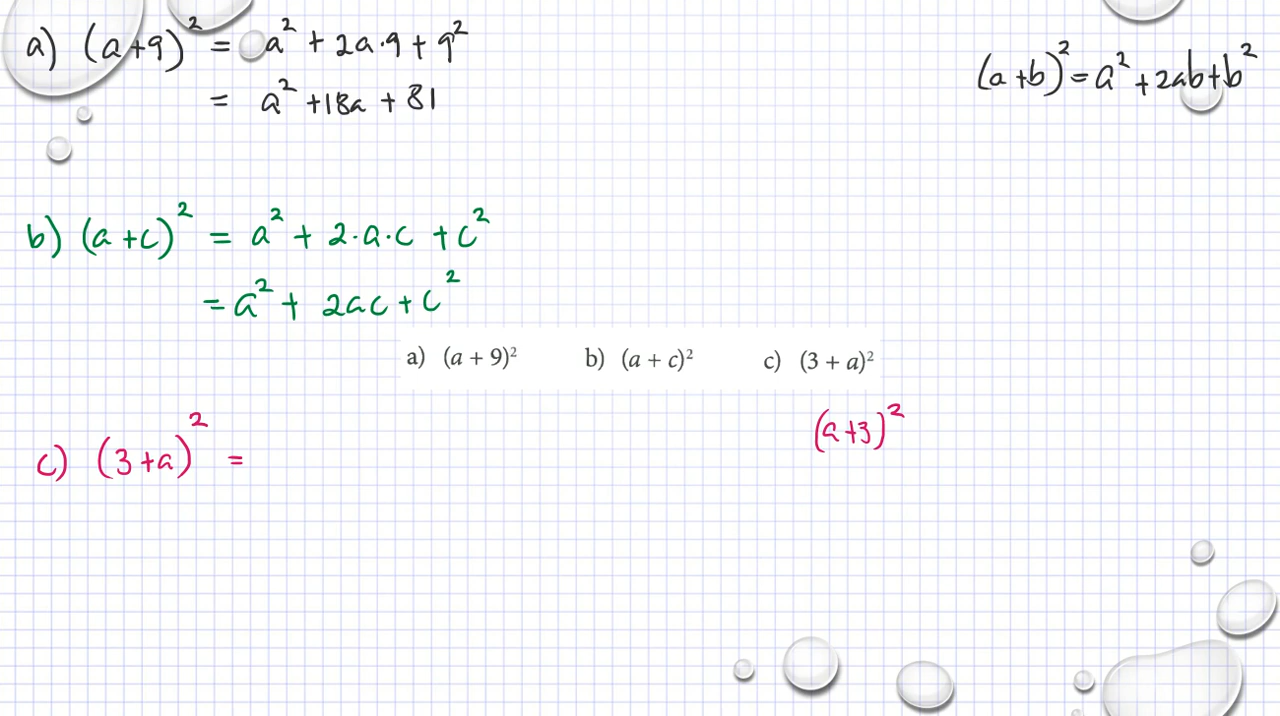 a) (a+9)² = a² + 2a·9 + 9²
= a² +18a + 81
(a+b)² = a² + 2ab + b²
b) (a+c)² = a² + 2·a·c + c²
= a² + 2ac + c²
a) (a + 9)² b) (a + c)² c) (3 + a)²
(a+3)²
c) (3+a)² =